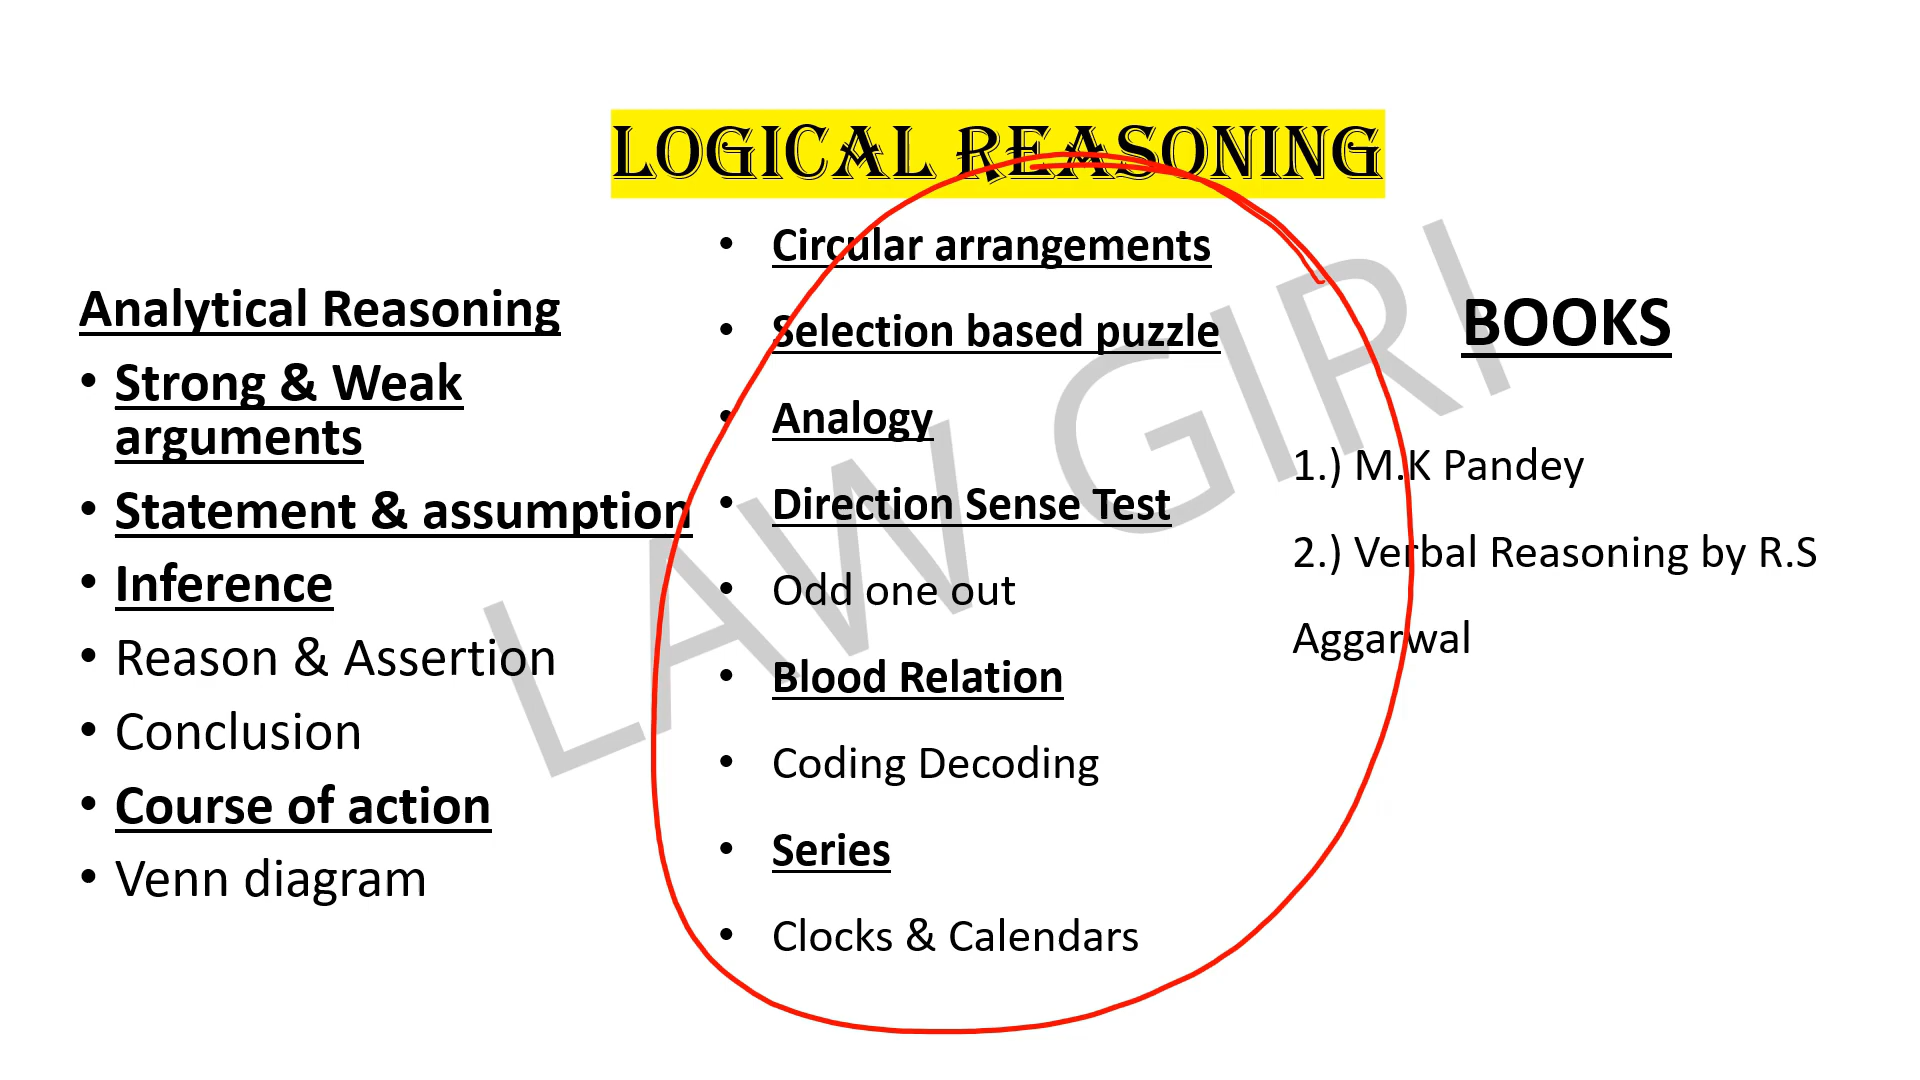 LOGICAL REASONING
Analytical Reasoning
• Strong & Weak
arguments
• Statement & assumption
• Inference
• Reason & Assertion
• Conclusion
• Course of action
• Venn diagram
• Circular arrangements
• Selection based puzzle
• Analogy
• Direction Sense Test
• Odd one out
• Blood Relation
• Coding Decoding
• Series
• Clocks & Calendars
BOOKS
1.) M.K Pandey
2.) Verbal Reasoning by R.S
Aggarwal
LAW GIRI